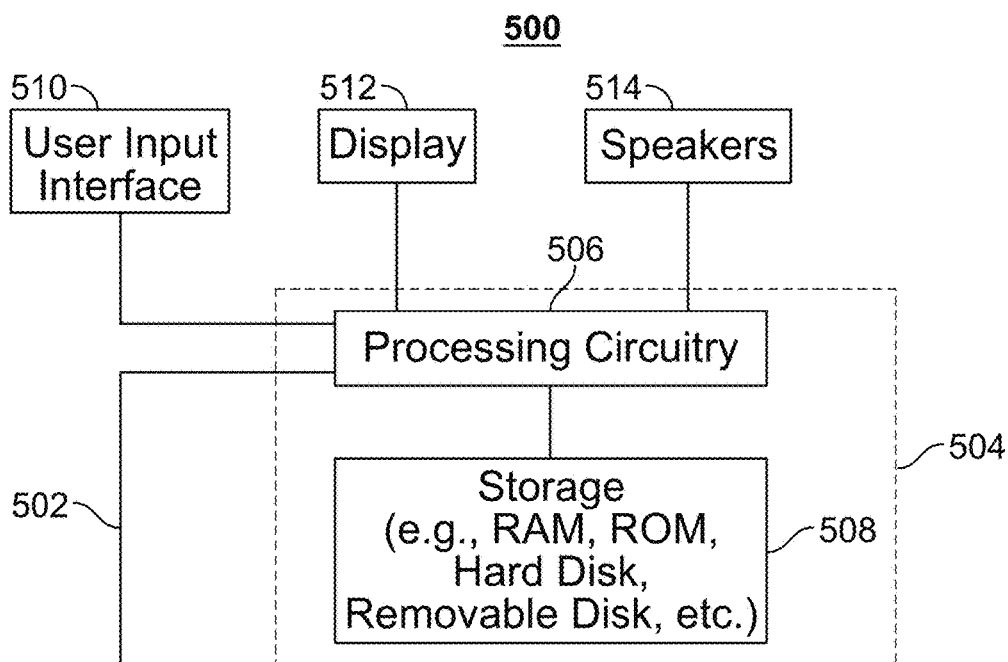 500
510
512
514
User Input
Interface
Display
Speakers
506
Processing Circuitry
504
502
Storage
(e.g., RAM, ROM,
Hard Disk,
Removable Disk, etc.)
508